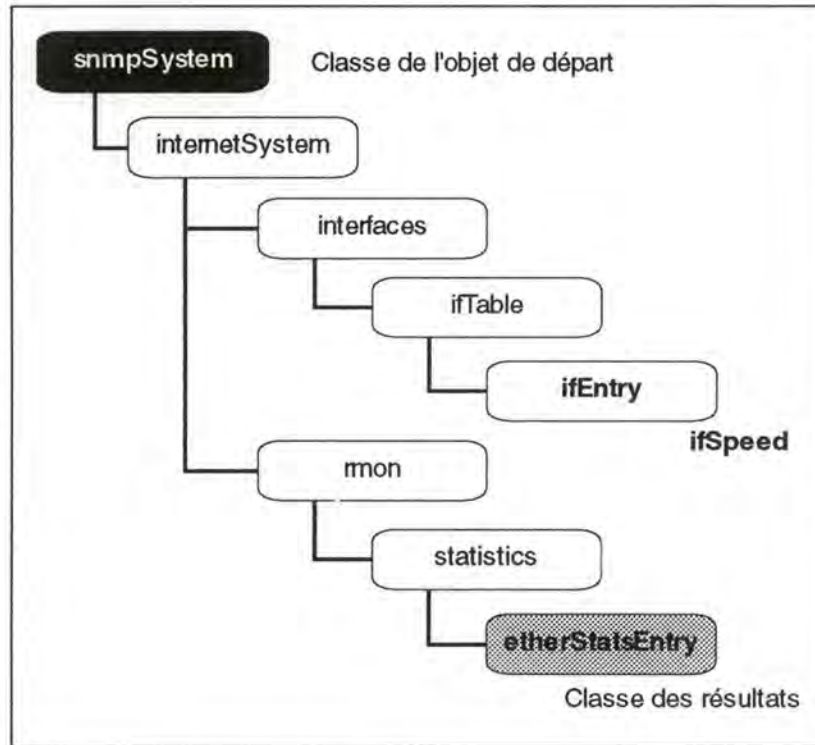 snmpSystem
Classe de l'objet de départ
internetSystem
interfaces
ifTable
ifEntry
ifSpeed
rmon
statistics
etherStatsEntry
Classe des résultats